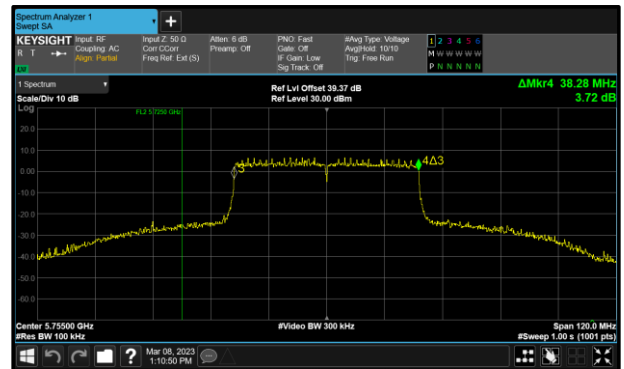 Spectrum Analyzer 1
Swept SA
KEYSIGHT Input: RF Input Z: 50 Ω Atten: 6 dB PNO: Fast #Avg Type: Voltage 1 2 3 4 5 6
R T Coupling: AC Corr CCorr Preamp: Off Gate: Off Avg|Hold: 10/10 M W W W W W
Align: Partial Freq Ref: Ext (S) IF Gain: Low Trig: Free Run
Sig Track: Off P N N N N N
1 Spectrum
Ref Lvl Offset 39.37 dB ΔMkr4 38.28 MHz
Scale/Div 10 dB Ref Level 30.00 dBm 3.72 dB
Log
FL2 5.7250 GHz
20.0
10.0
4Δ3
3
0.00
-10.0
-20.0
-30.0
-40.0
-50.0
-60.0
Center 5.75500 GHz #Video BW 300 kHz Span 120.0 MHz
#Res BW 100 kHz #Sweep 1.00 s (1001 pts)
? Mar 08, 2023
1:10:50 PM